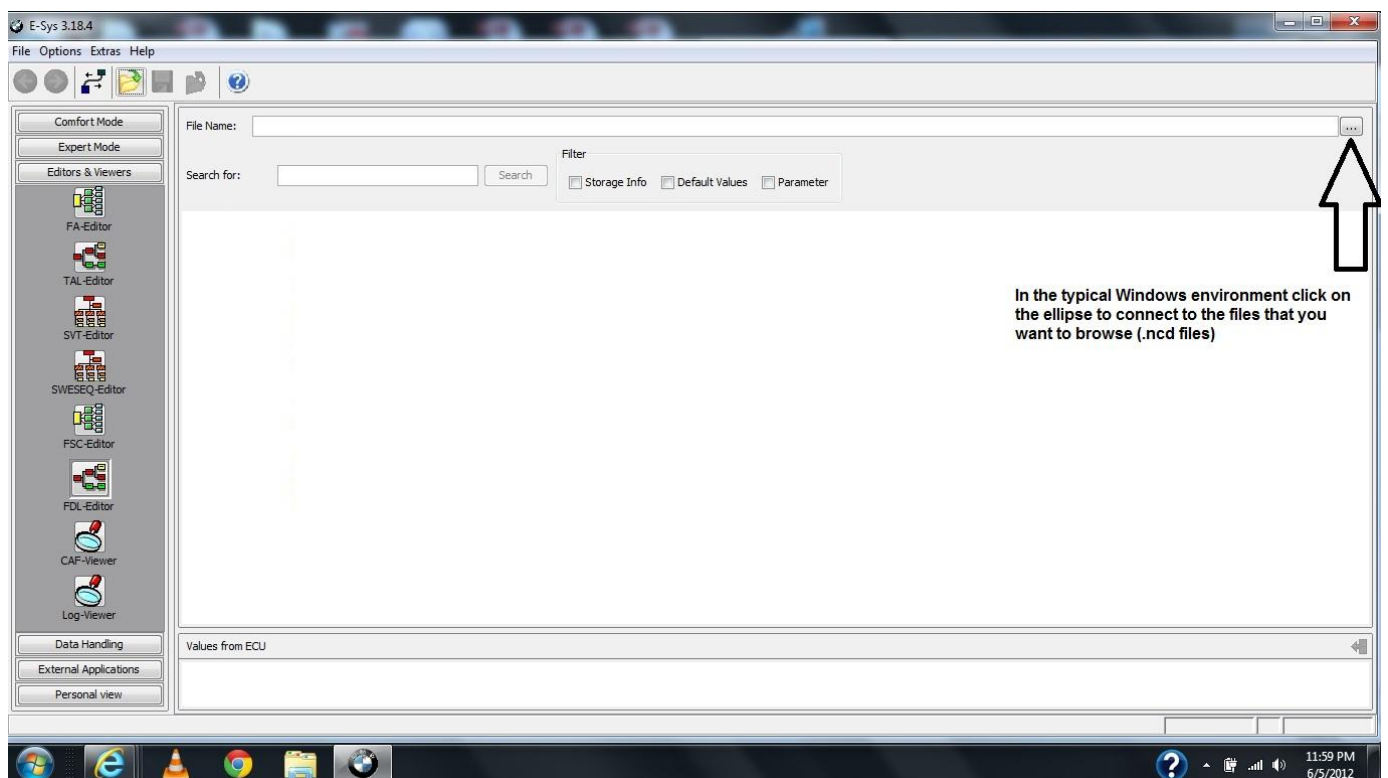 E-Sys 3.18.4
File Options Extras Help
Comfort Mode
Expert Mode
Editors & Viewers
FA-Editor
TAL-Editor
SVT-Editor
SWESEQ-Editor
FSC-Editor
FDL-Editor
CAF-Viewer
Log-Viewer
Data Handling
External Applications
Personal view
File Name:
...
Search for:
Search
Filter
Storage Info
Default Values
Parameter
In the typical Windows environment click on
the ellipse to connect to the files that you
want to browse (.ncd files)
Values from ECU
11:59 PM
6/5/2012